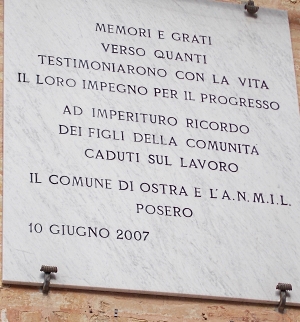 MEMORI E GRATI
VERSO QUANTI
TESTIMONIARONO CON LA VITA
IL LORO IMPEGNO PER IL PROGRESSO
AD IMPERITURO RICORDO
DEI FIGLI DELLA COMUNITÀ
CADUTI SUL LAVORO
IL COMUNE DI OSTRA E L'A.N.M.I.L.
POSERO
10 GIUGNO 2007